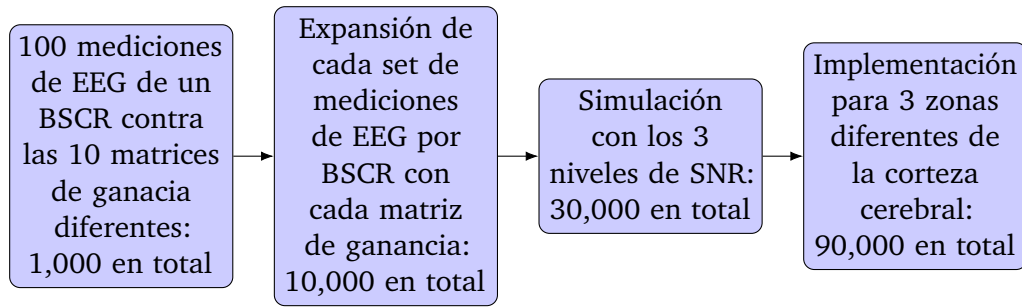 100 mediciones
de EEG de un
BSCR contra
las 10 matrices
de ganacia
diferentes:
1,000 en total
Expansión de
cada set de
mediciones
de EEG por
BSCR con
cada matriz
de ganancia:
10,000 en total
Simulación
con los 3
niveles de SNR:
30,000 en total
Implementación
para 3 zonas
diferentes de
la corteza
cerebral:
90,000 en total